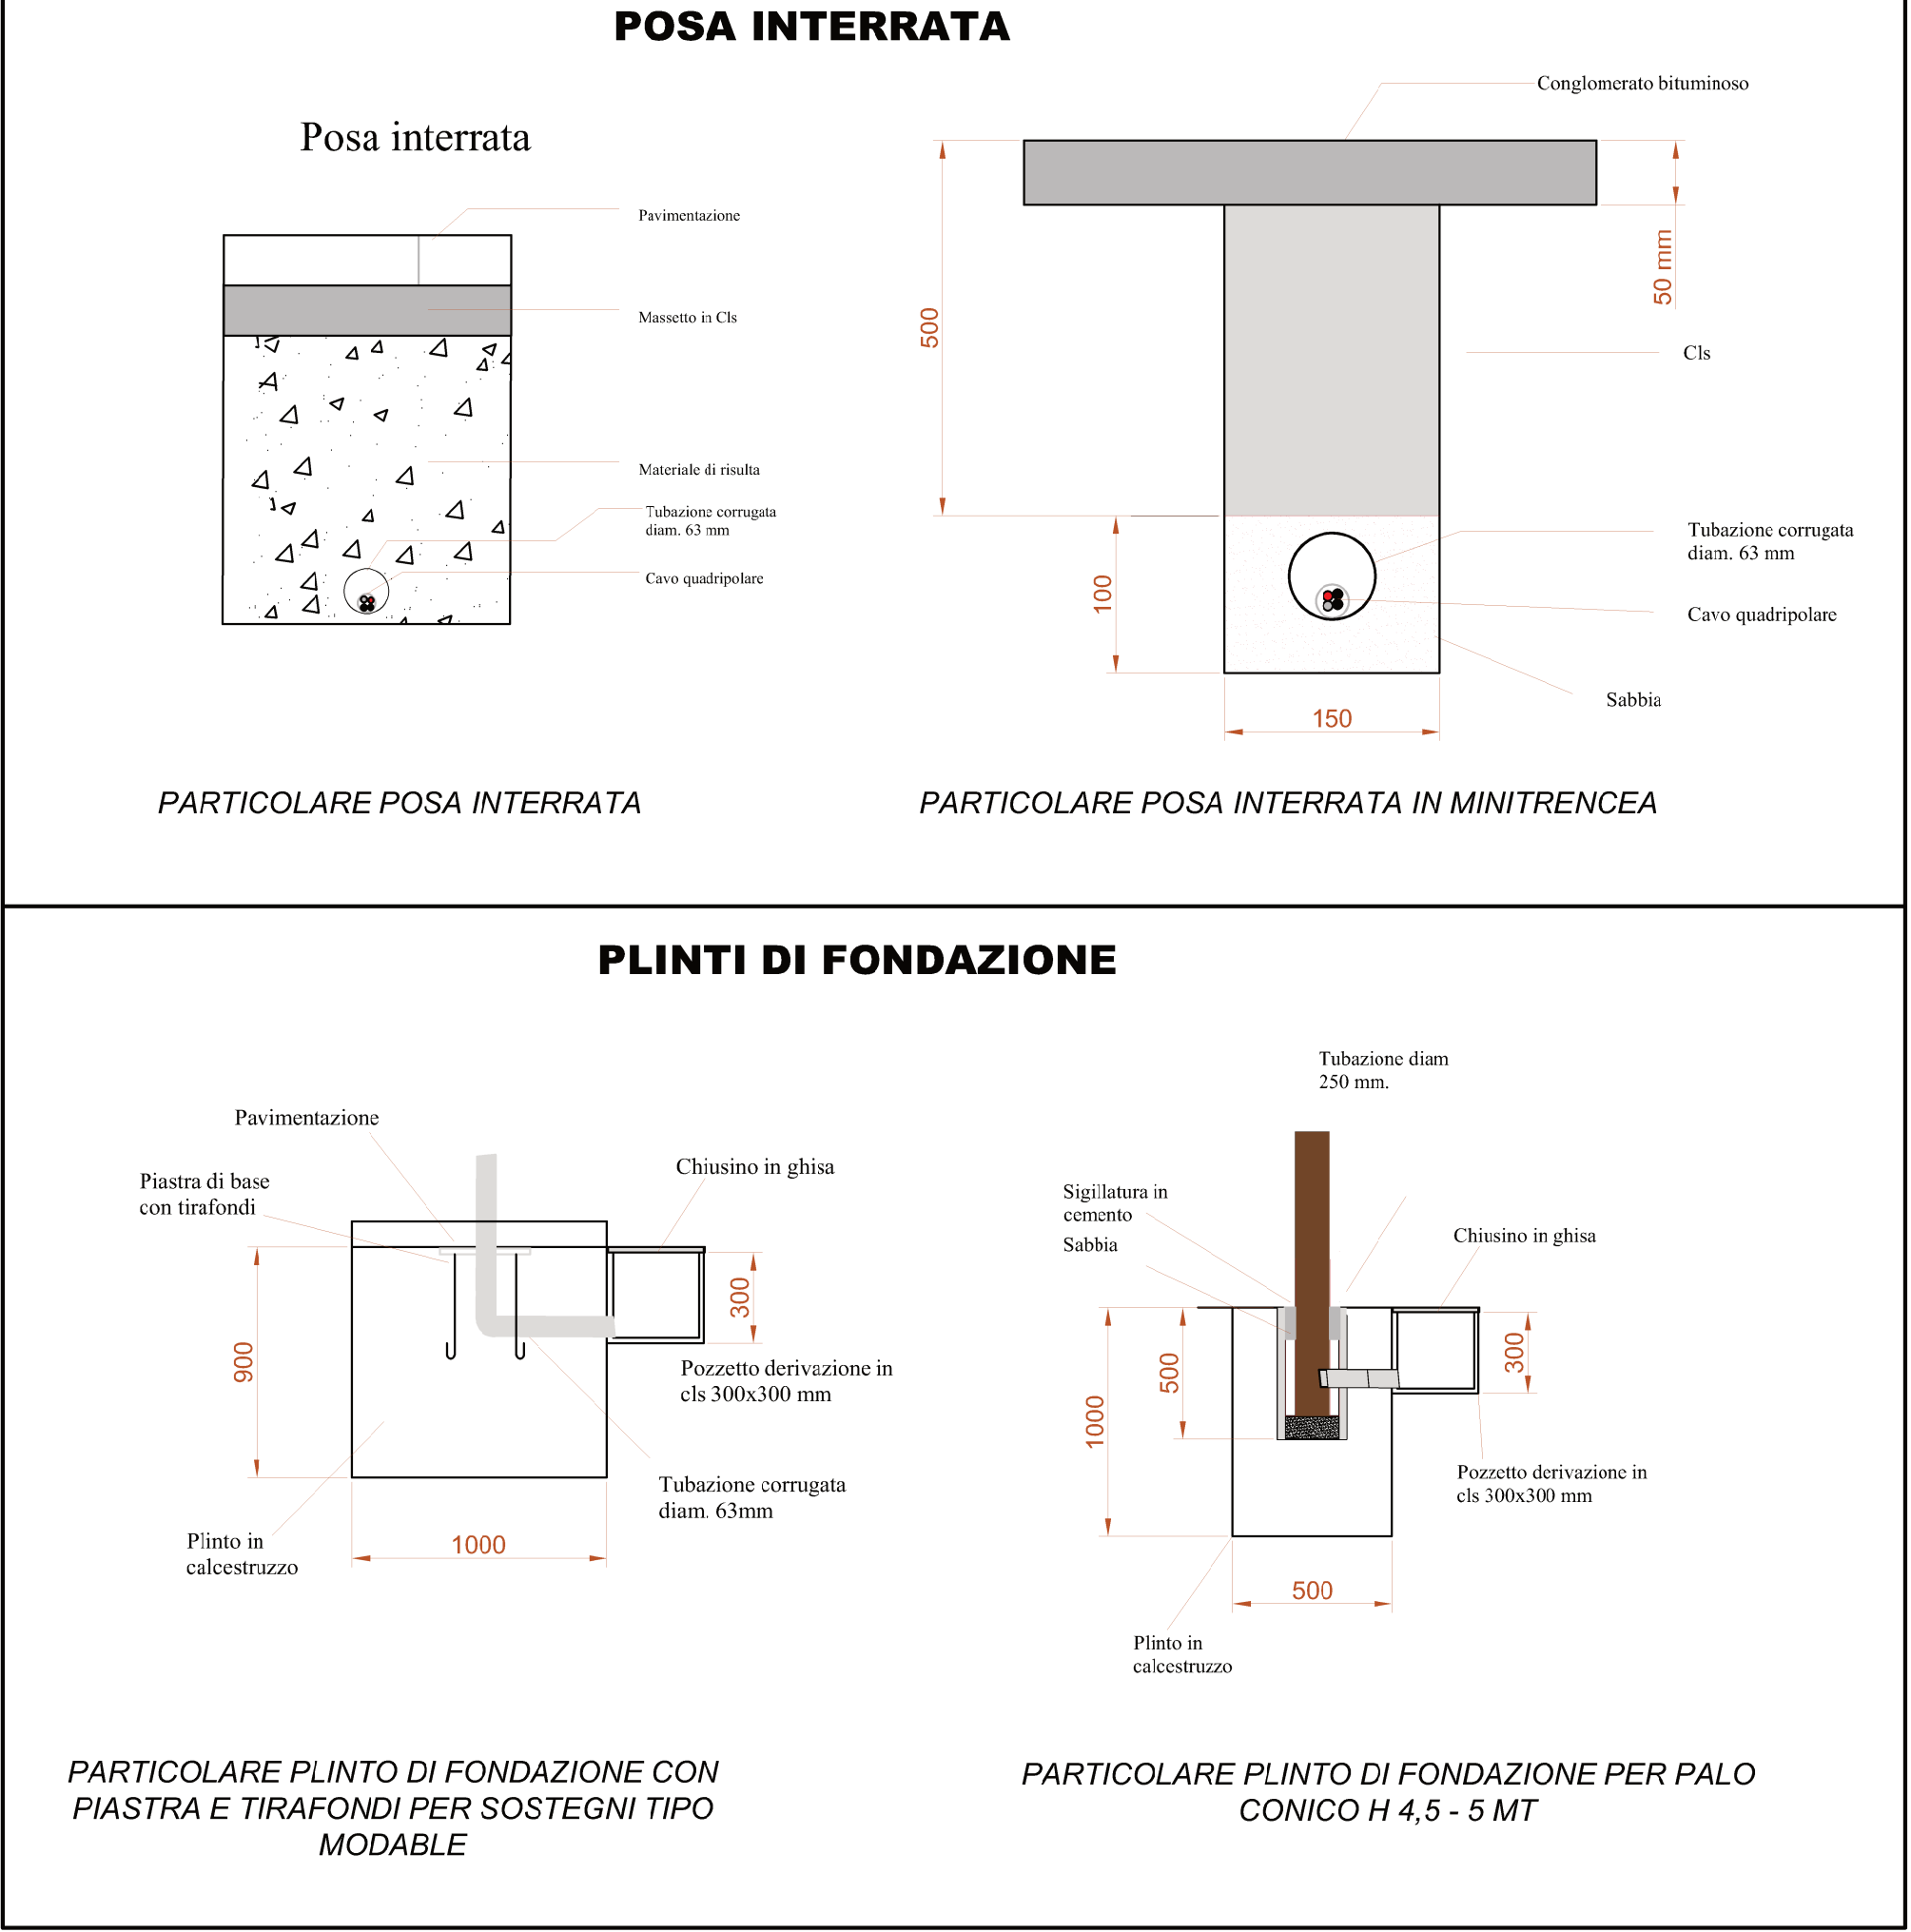 POSA INTERRATA
Posa interrata
Pavimentazione
Massetto in Cls
Materiale di risulta
Tubazione corrugata
diam. 63 mm
Cavo quadripolare
PARTICOLARE POSA INTERRATA
Conglomerato bituminoso
500
50 mm
Cls
100
Tubazione corrugata
diam. 63 mm
Cavo quadripolare
Sabbia
150
PARTICOLARE POSA INTERRATA IN MINITRENCEA
PLINTI DI FONDAZIONE
Pavimentazione
Piastra di base
con tirafondi
Chiusino in ghisa
900
300
Pozzetto derivazione in
cls 300x300 mm
Tubazione corrugata
diam. 63mm
Plinto in
calcestruzzo
1000
PARTICOLARE PLINTO DI FONDAZIONE CON
PIASTRA E TIRAFONDI PER SOSTEGNI TIPO
MODABLE
Tubazione diam
250 mm.
Sigillatura in
cemento
Sabbia
Chiusino in ghisa
1000
500
300
Pozzetto derivazione in
cls 300x300 mm
500
Plinto in
calcestruzzo
PARTICOLARE PLINTO DI FONDAZIONE PER PALO
CONICO H 4,5 - 5 MT